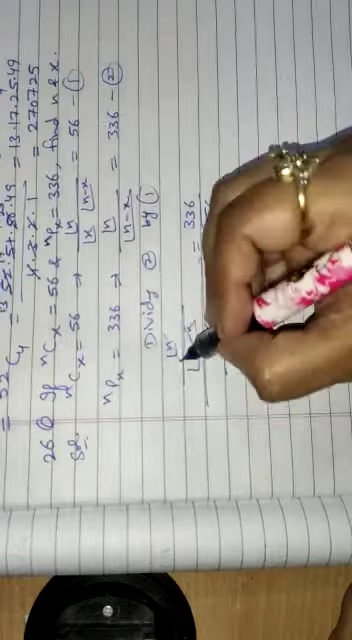 = 52C4 = 52.51.50.49 / 4.3.2.1 = 13.17.25.49
= 270725
26 Q If nCx = 56 & nPx = 336, find n & x.
Sol nCx = 56 → |n / |x |n-x = 56 - ①
nPx = 336 → |n / |n-x = 336 - ②
Divide ② by ①
|n
= 336